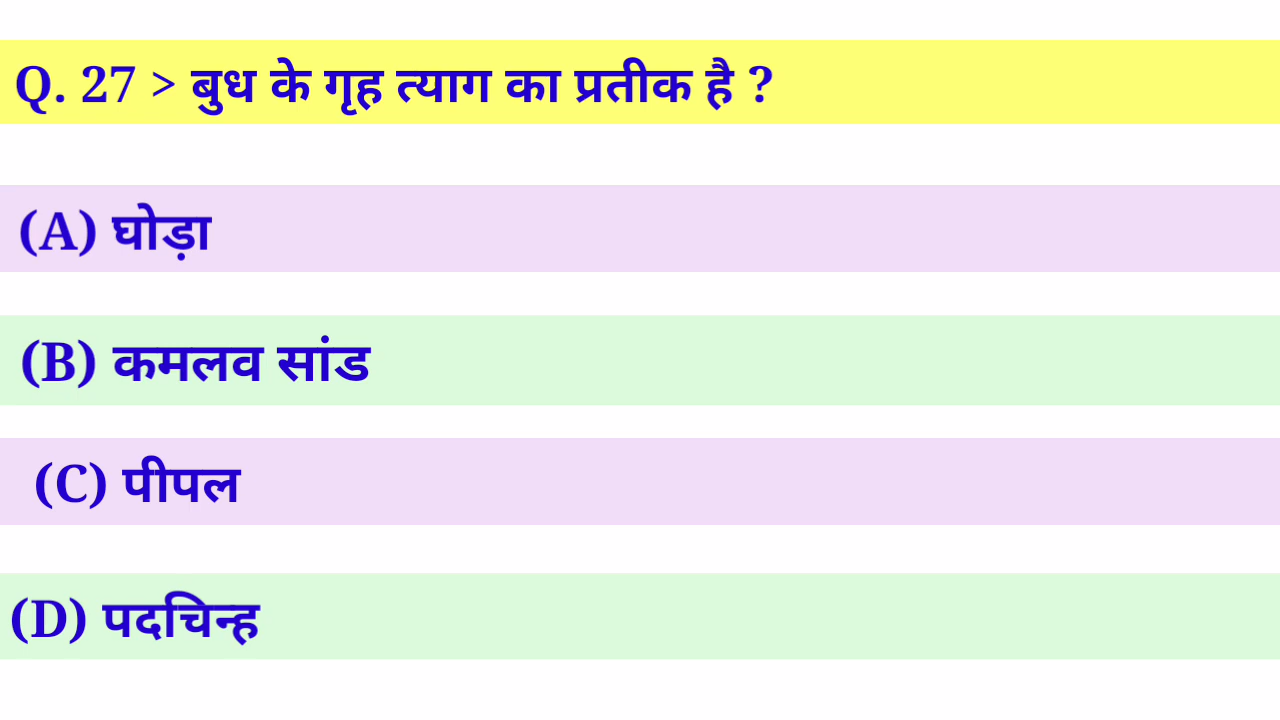 Q. 27 > बुध के गृह त्याग का प्रतीक है ?
(A) घोड़ा
(B) कमलव सांड
(C) पीपल
(D) पदचिन्ह